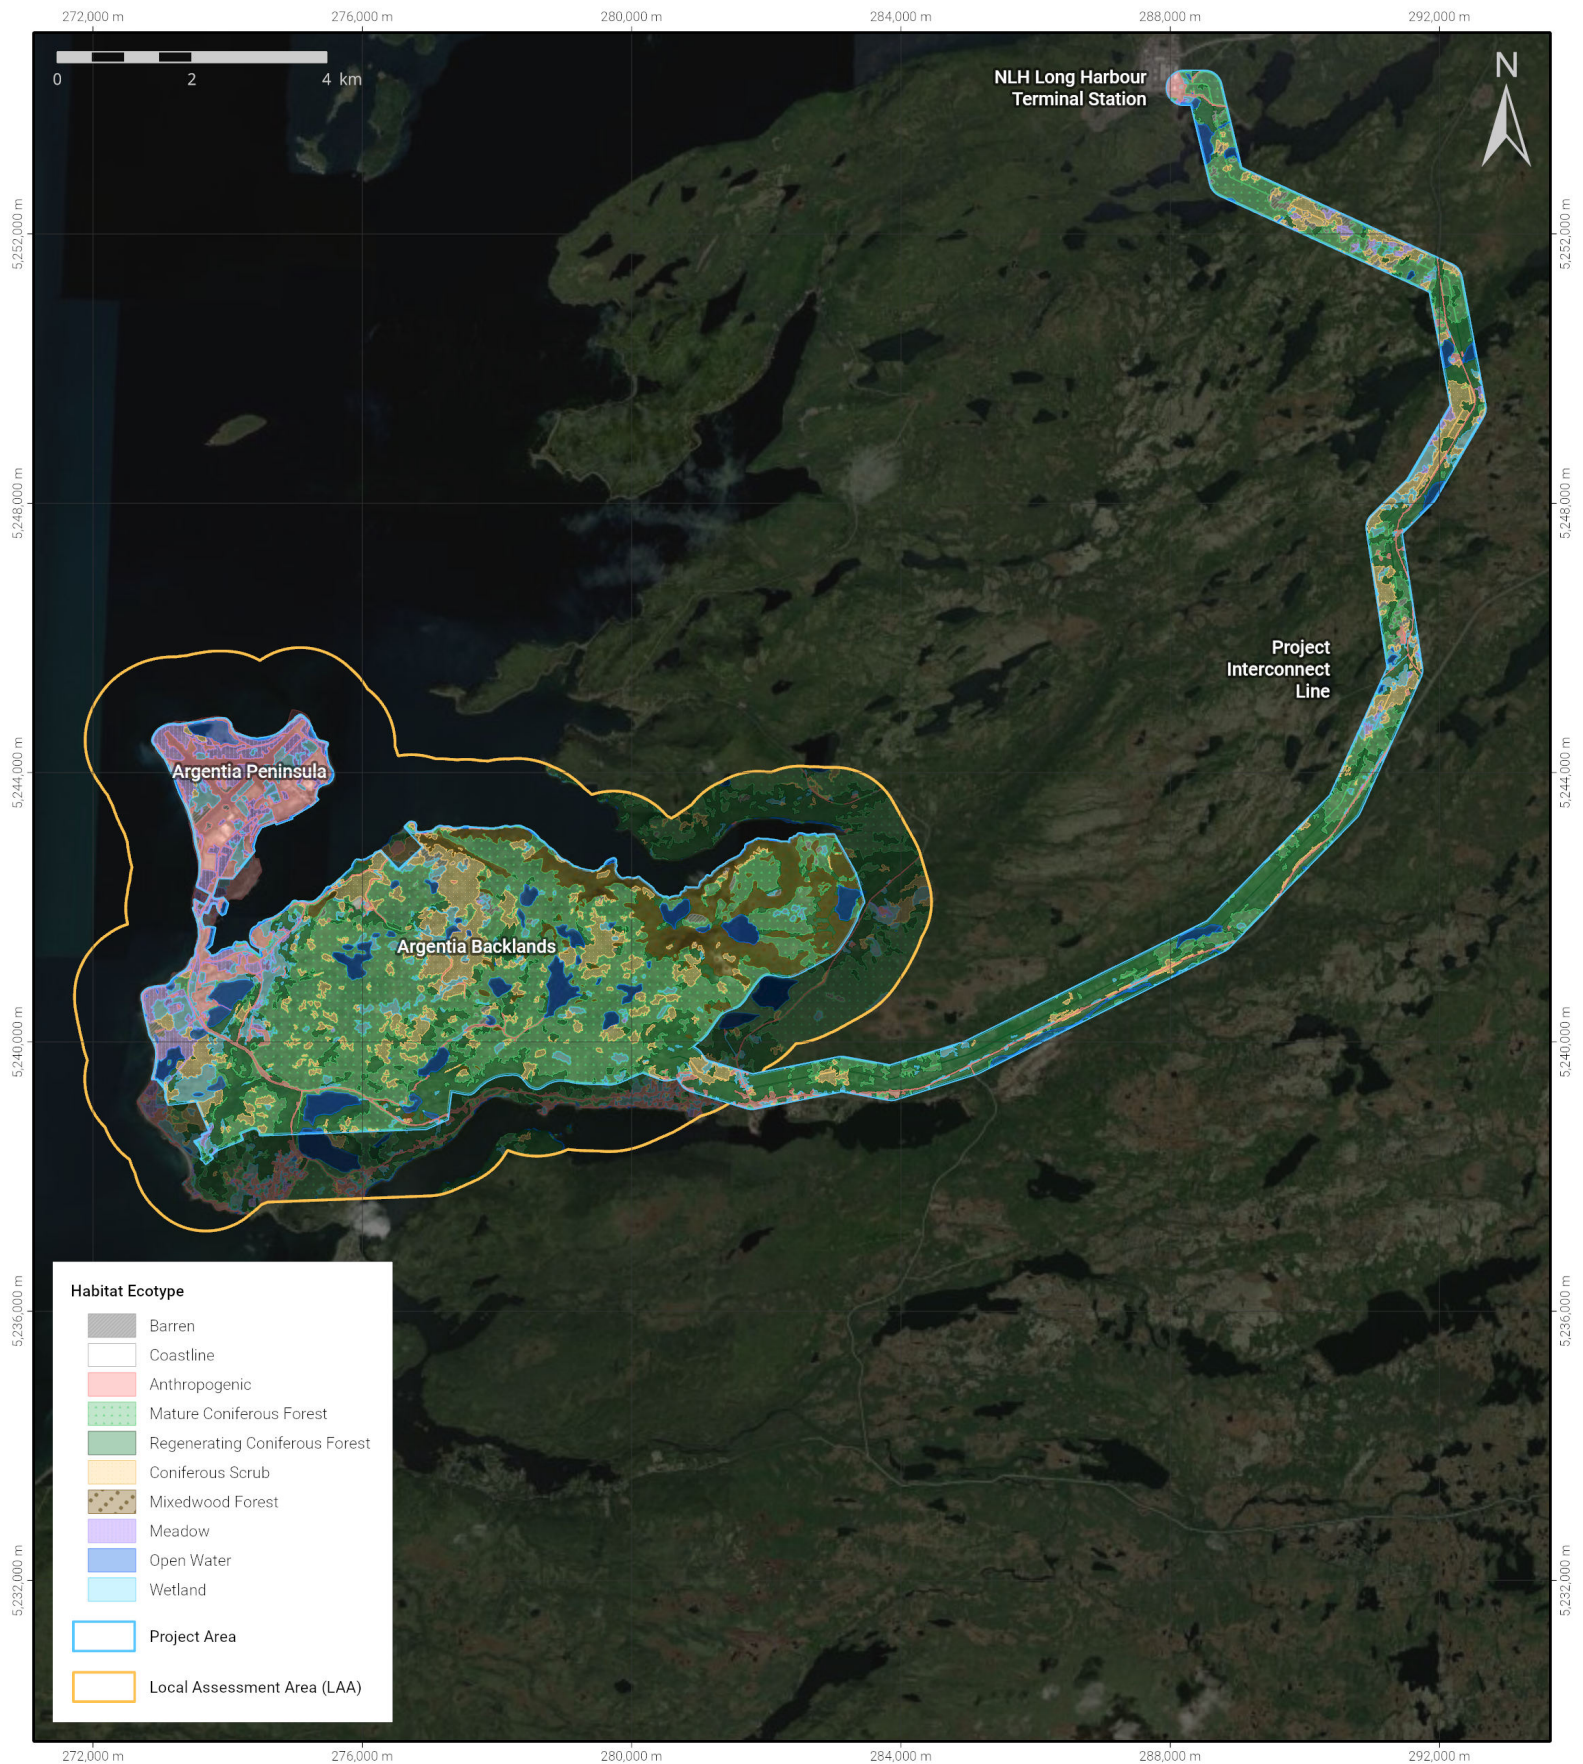 272,000 m
276,000 m
280,000 m
284,000 m
288,000 m
292,000 m
0
2
4 km
N
NLH Long Harbour
Terminal Station
5,252,000 m
5,252,000 m
5,248,000 m
5,248,000 m
Project
Interconnect
Line
5,244,000 m
5,244,000 m
Argentia Peninsula
Argentia Backlands
5,240,000 m
5,240,000 m
5,236,000 m
5,236,000 m
5,232,000 m
5,232,000 m
Habitat Ecotype
Barren
Coastline
Anthropogenic
Mature Coniferous Forest
Regenerating Coniferous Forest
Coniferous Scrub
Mixedwood Forest
Meadow
Open Water
Wetland
Project Area
Local Assessment Area (LAA)
272,000 m
276,000 m
280,000 m
284,000 m
288,000 m
292,000 m